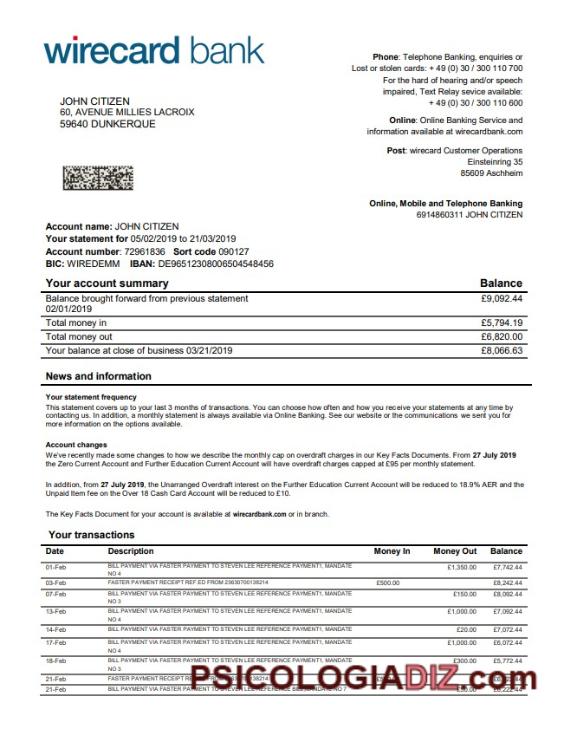 wirecard bank
Phone: Telephone Banking, enquiries or
Lost or stolen cards: + 49 (0) 30 / 300 110 700
For the hard of hearing and/or speech
impaired, Text Relay sevice available:
+ 49 (0) 30 / 300 110 600
Online: Online Banking Service and
information available at wirecardbank.com
Post: wirecard Customer Operations
Einsteinring 35
85609 Aschheim
JOHN CITIZEN
60, AVENUE MILLIES LACROIX
59640 DUNKERQUE
Online, Mobile and Telephone Banking
6914860311 JOHN CITIZEN
Account name: JOHN CITIZEN
Your statement for 05/02/2019 to 21/03/2019
Account number: 72961836 Sort code 090127
BIC: WIREDEMM IBAN: DE96512308006504548456
Your account summary Balance
Balance brought forward from previous statement £9,092.44
02/01/2019
Total money in £5,794.19
Total money out £6,820.00
Your balance at close of business 03/21/2019 £8,066.63
News and information
Your statement frequency
This statement covers up to your last 3 months of transactions. You can choose how often and how you receive your statements at any time by
contacting us. In addition, a monthly statement is always available via Online Banking. See our website or the communications we sent you for
more information on the options available.
Account changes
We've recently made some changes to how we describe the monthly cap on overdraft charges in our Key Facts Documents. From 27 July 2019
the Zero Current Account and Further Education Current Account will have overdraft charges capped at £95 per monthly statement.
In addition, from 27 July 2019, the Unarranged Overdraft interest on the Further Education Current Account will be reduced to 18.9% AER and the
Unpaid Item fee on the Over 18 Cash Card Account will be reduced to £10.
The Key Facts Document for your account is available at wirecardbank.com or in branch.
Your transactions
Date Description Money In Money Out Balance
01-Feb BILL PAYMENT VIA FASTER PAYMENT TO STEVEN LEE REFERENCE PAYMENT1, MANDATE £1,350.00 £7,742.44
NO 4
03-Feb FASTER PAYMENT RECEIPT REF.ED FROM 23630700138214 £500.00 £8,242.44
07-Feb BILL PAYMENT VIA FASTER PAYMENT TO STEVEN LEE REFERENCE PAYMENT1, MANDATE £150.00 £8,092.44
NO 3
13-Feb BILL PAYMENT VIA FASTER PAYMENT TO STEVEN LEE REFERENCE PAYMENT1, MANDATE £1,000.00 £7,092.44
NO 4
14-Feb BILL PAYMENT VIA FASTER PAYMENT TO STEVEN LEE REFERENCE PAYMENT1, MANDATE £20.00 £7,072.44
17-Feb BILL PAYMENT VIA FASTER PAYMENT TO STEVEN LEE REFERENCE PAYMENT1, MANDATE £1,000.00 £6,072.44
NO 4
18-Feb BILL PAYMENT VIA FASTER PAYMENT TO STEVEN LEE REFERENCE PAYMENT1, MANDATE £300.00 £5,772.44
NO 3
21-Feb FASTER PAYMENT RECEIPT
21-Feb BILL PAYMENT VIA FASTER PAYMENT TO STEVEN LEE REFERENCE
PSICOLOGIADIZ.com